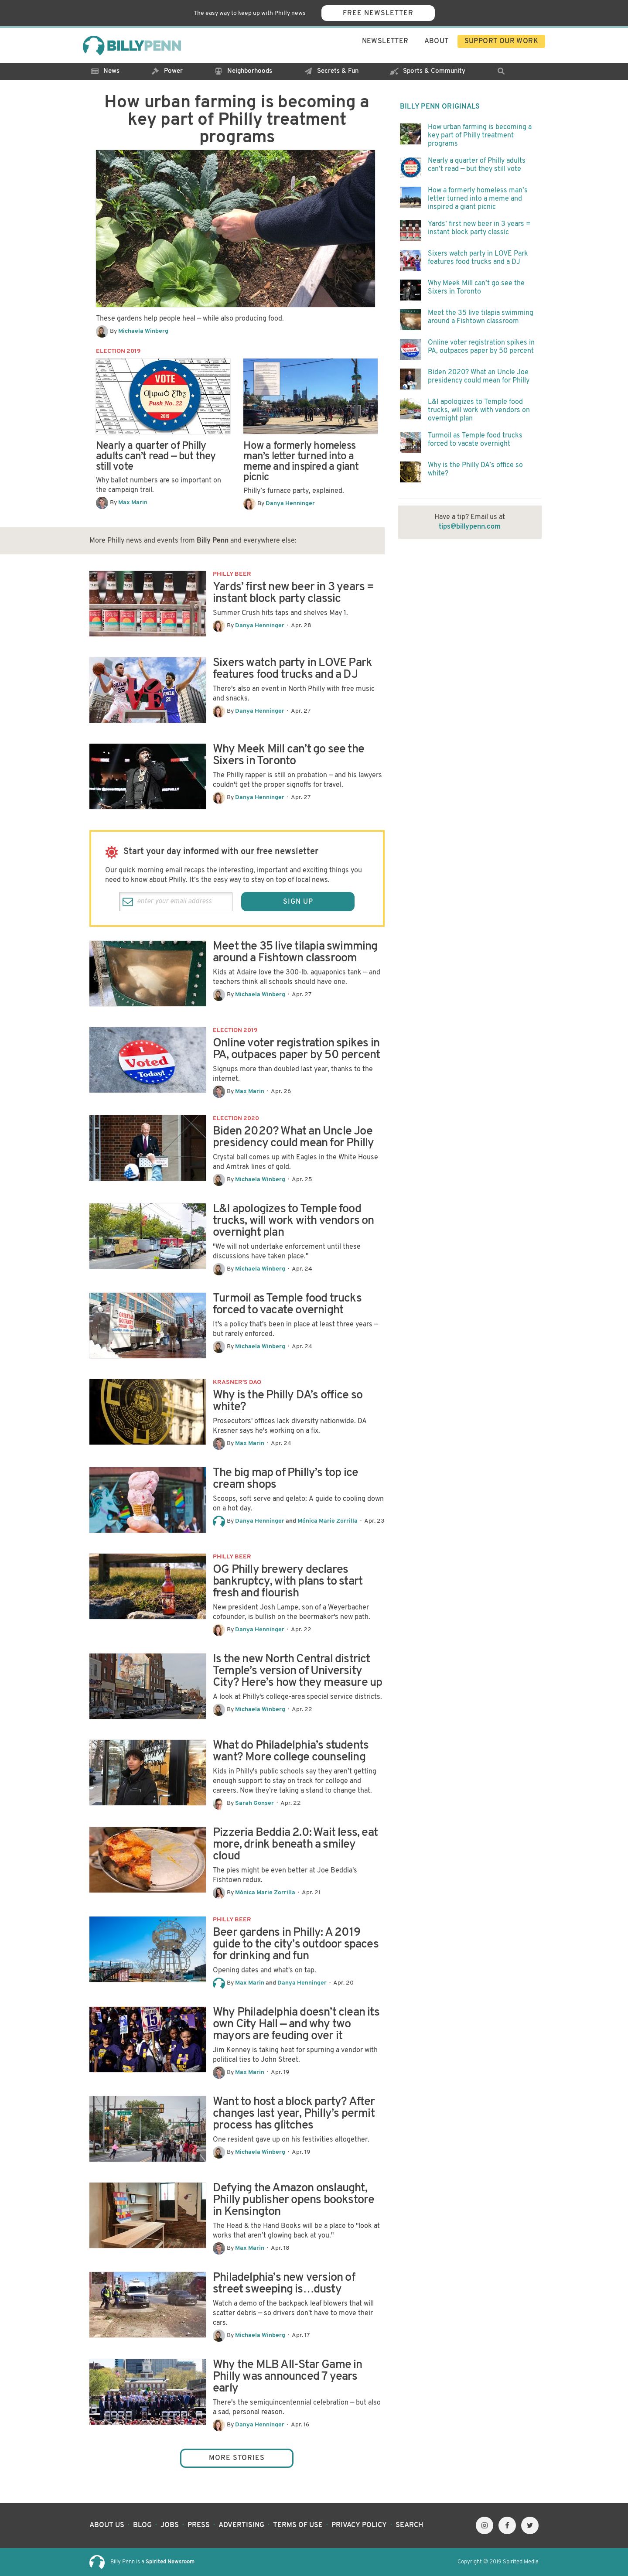 The easy way to keep up with Philly news
FREE NEWSLETTER
BILLYPENN
NEWSLETTER
ABOUT
SUPPORT OUR WORK
News
Power
Neighborhoods
Secrets & Fun
Sports & Community
How urban farming is becoming a
key part of Philly treatment
programs
These gardens help people heal — while also producing food.
By Michaela Winberg
ELECTION 2019
VOTE
Push No. 22
2019
Nearly a quarter of Philly
adults can't read — but they
still vote
Why ballot numbers are so important on
the campaign trail.
By Max Marin
How a formerly homeless
man's letter turned into a
meme and inspired a giant
picnic
Philly's furnace party, explained.
By Danya Henninger
More Philly news and events from Billy Penn and everywhere else:
PHILLY BEER
Yards' first new beer in 3 years =
instant block party classic
Summer Crush hits taps and shelves May 1.
By Danya Henninger · Apr. 28
Sixers watch party in LOVE Park
features food trucks and a DJ
There's also an event in North Philly with free music
and snacks.
By Danya Henninger · Apr. 27
Why Meek Mill can't go see the
Sixers in Toronto
The Philly rapper is still on probation — and his lawyers
couldn't get the proper signoffs for travel.
By Danya Henninger · Apr. 27
Start your day informed with our free newsletter
Our quick morning email recaps the interesting, important and exciting things you
need to know about Philly. It's the easy way to stay on top of local news.
enter your email address
SIGN UP
Meet the 35 live tilapia swimming
around a Fishtown classroom
Kids at Adaire love the 300-lb. aquaponics tank — and
teachers think all schools should have one.
By Michaela Winberg · Apr. 27
ELECTION 2019
I Voted
Today!
Online voter registration spikes in
PA, outpaces paper by 50 percent
Signups more than doubled last year, thanks to the
internet.
By Max Marin · Apr. 26
ELECTION 2020
Biden 2020? What an Uncle Joe
presidency could mean for Philly
Crystal ball comes up with Eagles in the White House
and Amtrak lines of gold.
By Michaela Winberg · Apr. 25
L&I apologizes to Temple food
trucks, will work with vendors on
overnight plan
"We will not undertake enforcement until these
discussions have taken place."
By Michaela Winberg · Apr. 24
Turmoil as Temple food trucks
forced to vacate overnight
It's a policy that's been in place at least three years —
but rarely enforced.
By Michaela Winberg · Apr. 24
KRASNER'S DAO
Why is the Philly DA's office so
white?
Prosecutors' offices lack diversity nationwide. DA
Krasner says he's working on a fix.
By Max Marin · Apr. 24
The big map of Philly's top ice
cream shops
Scoops, soft serve and gelato: A guide to cooling down
on a hot day.
By Danya Henninger and Mónica Marie Zorrilla · Apr. 23
PHILLY BEER
OG Philly brewery declares
bankruptcy, with plans to start
fresh and flourish
New president Josh Lampe, son of a Weyerbacher
cofounder, is bullish on the beermaker's new path.
By Danya Henninger · Apr. 22
Is the new North Central district
Temple's version of University
City? Here's how they measure up
A look at Philly's college-area special service districts.
By Michaela Winberg · Apr. 22
What do Philadelphia's students
want? More college counseling
Kids in Philly's public schools say they aren't getting
enough support to stay on track for college and
careers. Now they're taking a stand to change that.
By Sarah Gonser · Apr. 22
Pizzeria Beddia 2.0: Wait less, eat
more, drink beneath a smiley
cloud
The pies might be even better at Joe Beddia's
Fishtown redux.
By Mónica Marie Zorrilla · Apr. 21
PHILLY BEER
Beer gardens in Philly: A 2019
guide to the city's outdoor spaces
for drinking and fun
Opening dates and what's on tap.
By Max Marin and Danya Henninger · Apr. 20
Why Philadelphia doesn't clean its
own City Hall — and why two
mayors are feuding over it
Jim Kenney is taking heat for spurning a vendor with
political ties to John Street.
By Max Marin · Apr. 19
Want to host a block party? After
changes last year, Philly's permit
process has glitches
One resident gave up on his festivities altogether.
By Michaela Winberg · Apr. 19
Defying the Amazon onslaught,
Philly publisher opens bookstore
in Kensington
The Head & the Hand Books will be a place to "look at
works that aren't glowing back at you."
By Max Marin · Apr. 18
Philadelphia's new version of
street sweeping is…dusty
Watch a demo of the backpack leaf blowers that will
scatter debris — so drivers don't have to move their
cars.
By Michaela Winberg · Apr. 17
Why the MLB All-Star Game in
Philly was announced 7 years
early
There's the semiquincentennial celebration — but also
a sad, personal reason.
By Danya Henninger · Apr. 16
MORE STORIES
BILLY PENN ORIGINALS
How urban farming is becoming a
key part of Philly treatment
programs
Nearly a quarter of Philly adults
can't read — but they still vote
How a formerly homeless man's
letter turned into a meme and
inspired a giant picnic
Yards' first new beer in 3 years =
instant block party classic
Sixers watch party in LOVE Park
features food trucks and a DJ
Why Meek Mill can't go see the
Sixers in Toronto
Meet the 35 live tilapia swimming
around a Fishtown classroom
Online voter registration spikes in
PA, outpaces paper by 50 percent
Biden 2020? What an Uncle Joe
presidency could mean for Philly
L&I apologizes to Temple food
trucks, will work with vendors on
overnight plan
Turmoil as Temple food trucks
forced to vacate overnight
Why is the Philly DA's office so
white?
Have a tip? Email us at
tips@billypenn.com
ABOUT US · BLOG · JOBS · PRESS · ADVERTISING · TERMS OF USE · PRIVACY POLICY · SEARCH
Billy Penn is a Spirited Newsroom
Copyright © 2019 Spirited Media